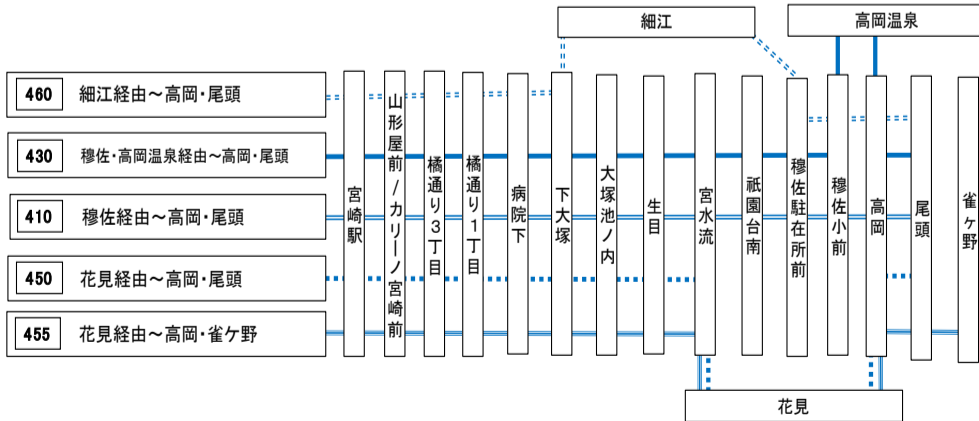 細江
高岡温泉
460 細江経由～高岡・尾頭
430 穆佐・高岡温泉経由～高岡・尾頭
410 穆佐経由～高岡・尾頭
450 花見経由～高岡・尾頭
455 花見経由～高岡・雀ケ野
宮崎駅
山形屋前/カリーノ宮崎前
橘通り3丁目
橘通り1丁目
病院下
下大塚
大塚池ノ内
生目
宮水流
祇園台南
穆佐駐在所前
穆佐小前
高岡
尾頭
雀ケ野
花見